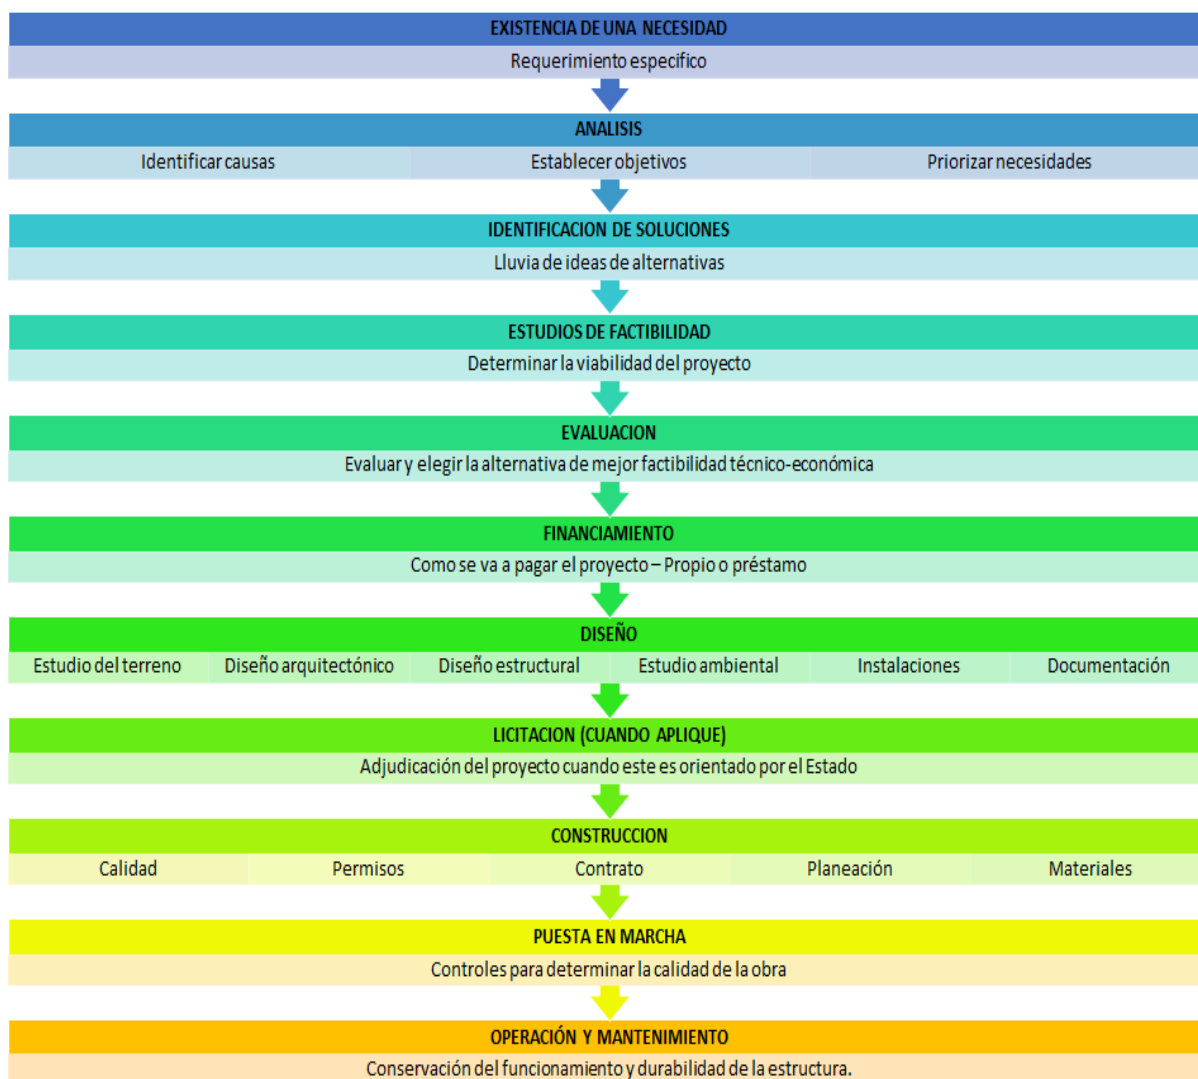 EXISTENCIA DE UNA NECESIDAD
Requerimiento especifico
ANALISIS
Identificar causas Establecer objetivos Priorizar necesidades
IDENTIFICACION DE SOLUCIONES
Lluvia de ideas de alternativas
ESTUDIOS DE FACTIBILIDAD
Determinar la viabilidad del proyecto
EVALUACION
Evaluar y elegir la alternativa de mejor factibilidad técnico-económica
FINANCIAMIENTO
Como se va a pagar el proyecto – Propio o préstamo
DISEÑO
Estudio del terreno Diseño arquitectónico Diseño estructural Estudio ambiental Instalaciones Documentación
LICITACION (CUANDO APLIQUE)
Adjudicación del proyecto cuando este es orientado por el Estado
CONSTRUCCION
Calidad Permisos Contrato Planeación Materiales
PUESTA EN MARCHA
Controles para determinar la calidad de la obra
OPERACIÓN Y MANTENIMIENTO
Conservación del funcionamiento y durabilidad de la estructura.